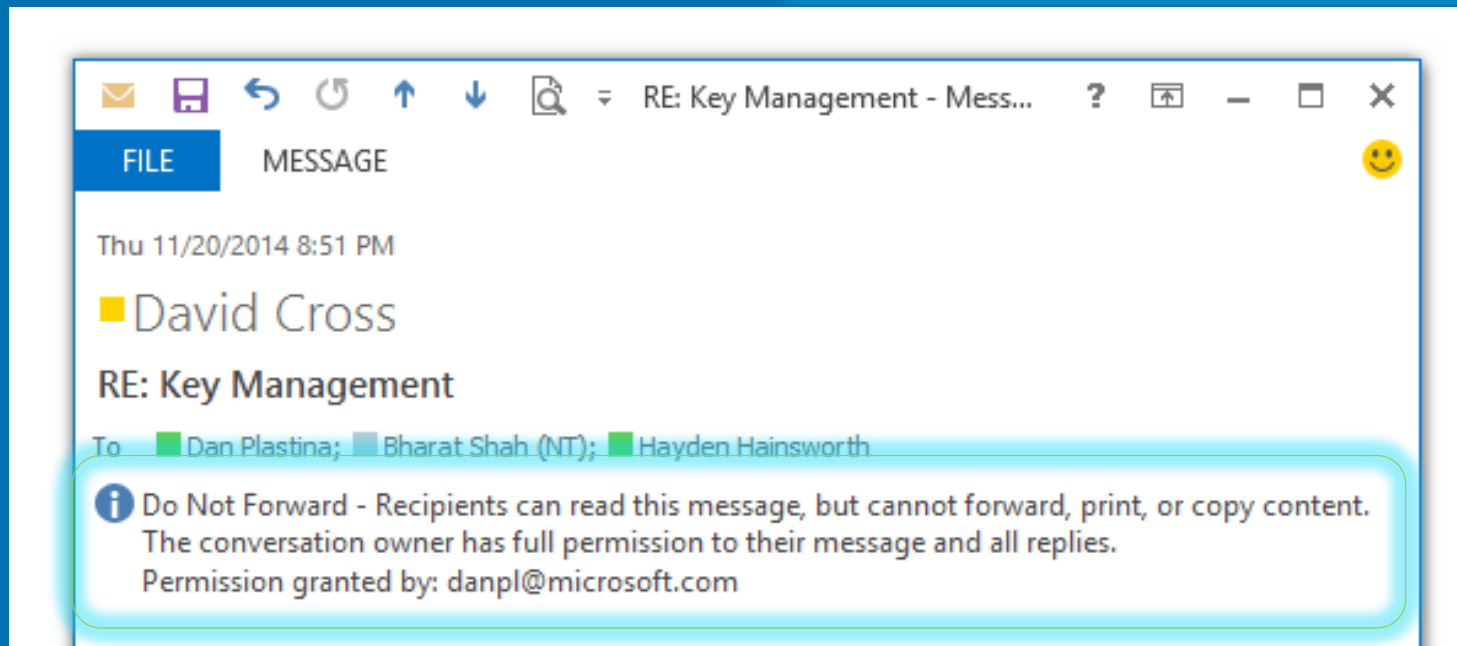 RE: Key Management - Mess... ?
FILE MESSAGE
Thu 11/20/2014 8:51 PM
David Cross
RE: Key Management
To Dan Plastina; Bharat Shah (NT); Hayden Hainsworth
Do Not Forward - Recipients can read this message, but cannot forward, print, or copy content.
The conversation owner has full permission to their message and all replies.
Permission granted by: danpl@microsoft.com